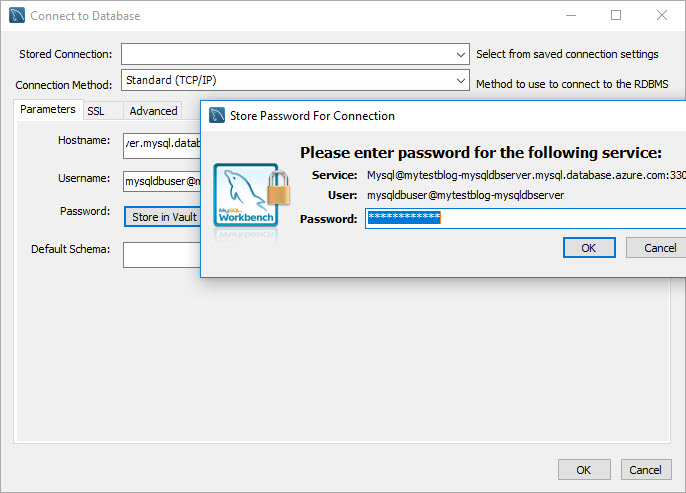 Connect to Database
Stored Connection:
Select from saved connection settings
Connection Method: Standard (TCP/IP)
Method to use to connect to the RDBMS
Parameters SSL Advanced
Store Password For Connection
Hostname: ver.mysql.datab
Please enter password for the following service:
Service: Mysql@mytestblog-mysqldbserver.mysql.database.azure.com:330
Username: mysqldbuser@m
User: mysqldbuser@mytestblog-mysqldbserver
Password: Store in Vault
MySQL
Workbench
Password: ************
Default Schema:
OK Cancel
OK Cancel